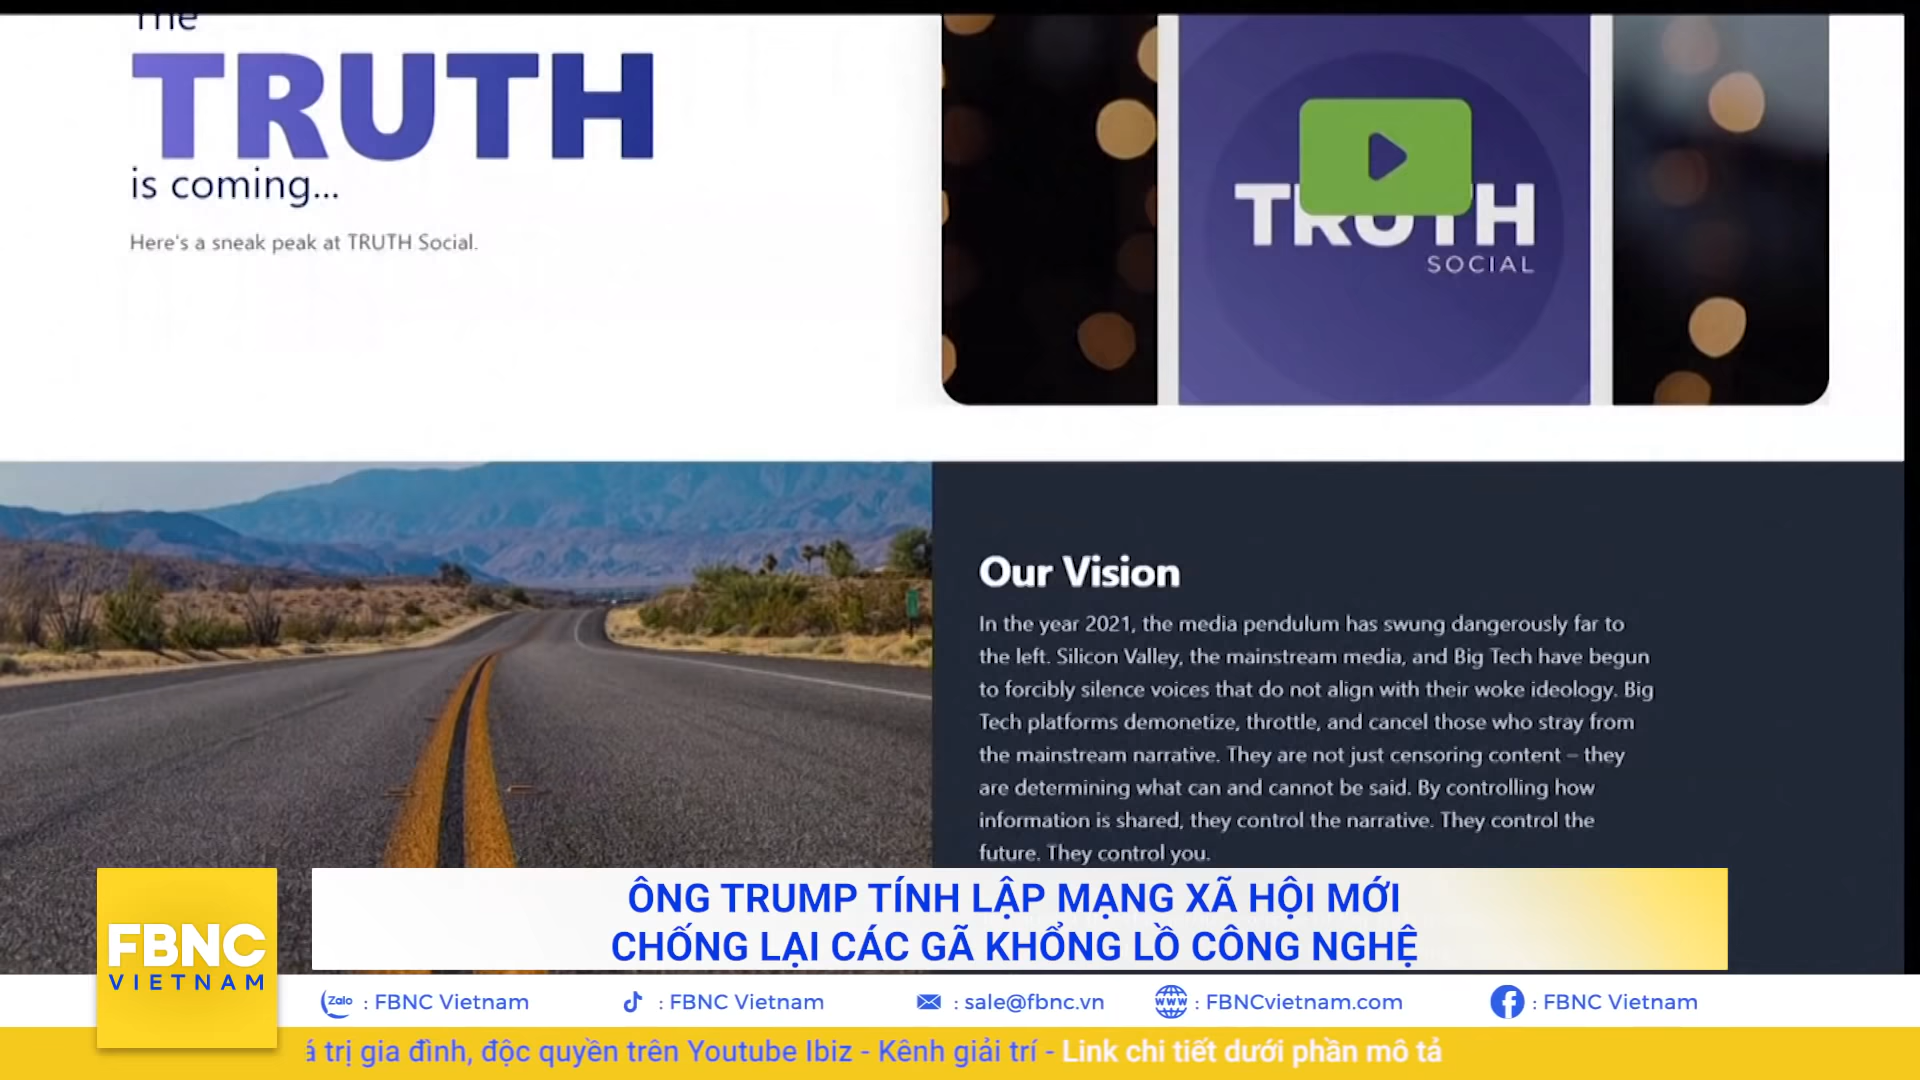 The
TRUTH
is coming...
Here's a sneak peak at TRUTH Social.
TRUTH
SOCIAL
Our Vision
In the year 2021, the media pendulum has swung dangerously far to
the left. Silicon Valley, the mainstream media, and Big Tech have begun
to forcibly silence voices that do not align with their woke ideology. Big
Tech platforms demonetize, throttle, and cancel those who stray from
the mainstream narrative. They are not just censoring content – they
are determining what can and cannot be said. By controlling how
information is shared, they control the narrative. They control the
future. They control you.
ÔNG TRUMP TÍNH LẬP MẠNG XÃ HỘI MỚI
CHỐNG LẠI CÁC GÃ KHỔNG LỒ CÔNG NGHỆ
FBNC
VIETNAM
Zalo : FBNC Vietnam : FBNC Vietnam : sale@fbnc.vn www : FBNCvietnam.com : FBNC Vietnam
á trị gia đình, độc quyền trên Youtube Ibiz - Kênh giải trí - Link chi tiết dưới phần mô tả